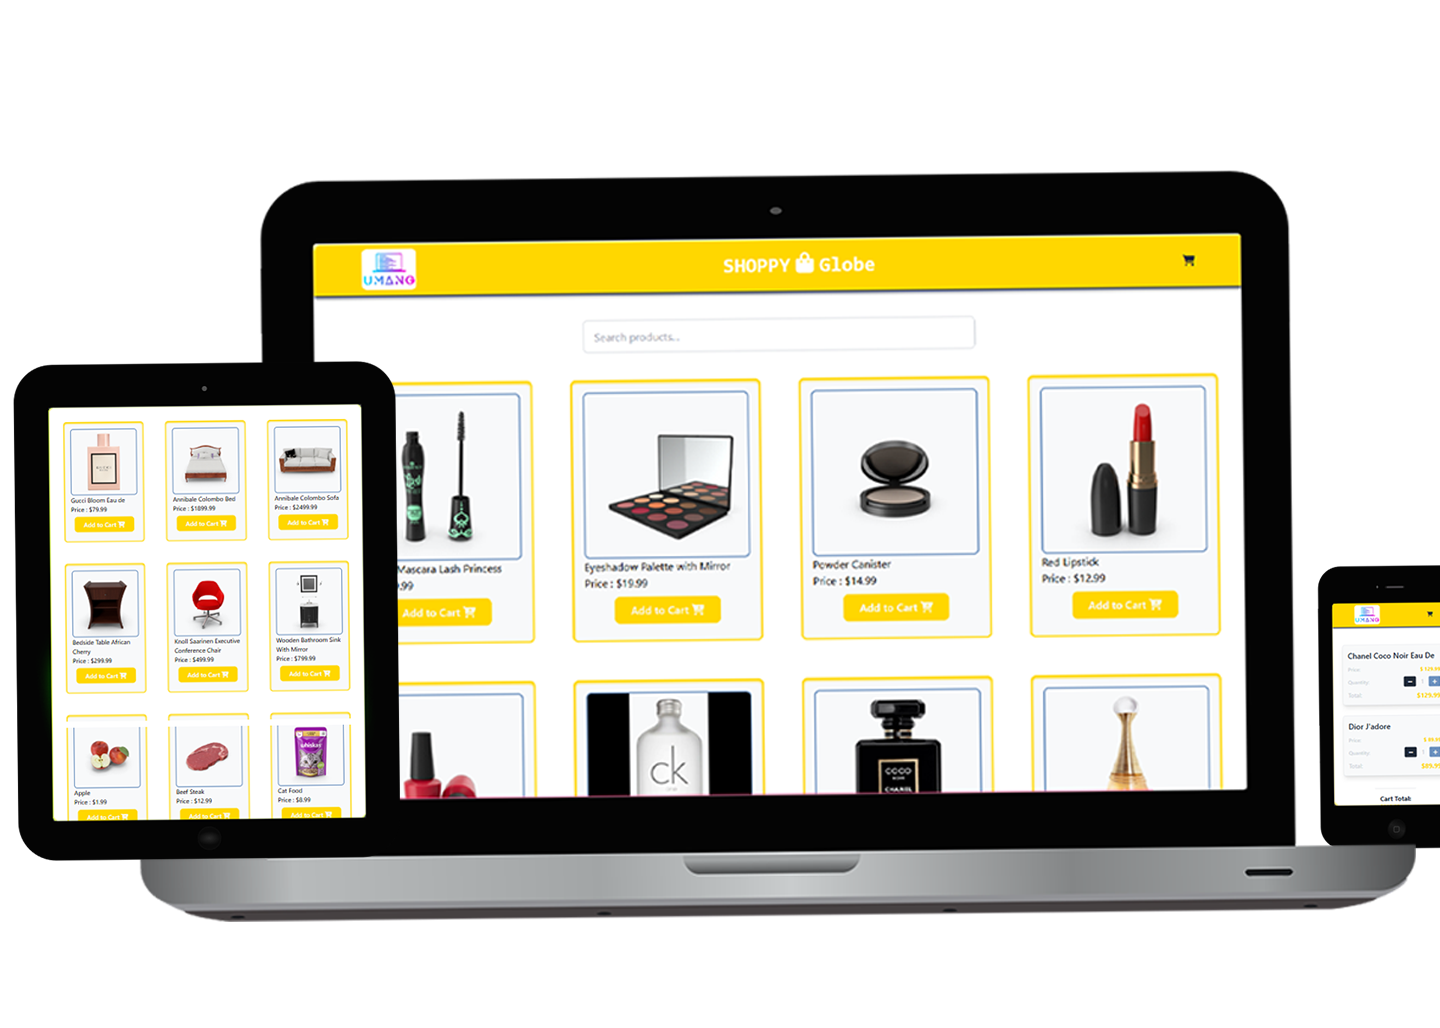 UMANG
SHOPPY Globe
Search products...
Mascara Lash Princess
.99
Add to Cart
Eyeshadow Palette with Mirror
Price : $19.99
Add to Cart
Powder Canister
Price : $14.99
Add to Cart
Red Lipstick
Price : $12.99
Add to Cart
ck
COCO
NOIR
CHANEL
Gucci Bloom Eau de
Price : $79.99
Add to Cart
Annibale Colombo Bed
Price : $1899.99
Add to Cart
Annibale Colombo Sofa
Price : $2499.99
Add to Cart
Bedside Table African
Cherry
Price : $299.99
Add to Cart
Knoll Saarinen Executive
Conference Chair
Price : $499.99
Add to Cart
Wooden Bathroom Sink
With Mirror
Price : $799.99
Add to Cart
Apple
Price : $1.99
Add to Cart
Beef Steak
Price : $12.99
Add to Cart
whiskas
Cat Food
Price : $8.99
Add to Cart
UMANG
Chanel Coco Noir Eau De
Price:
$ 129.99
Quantity:
- 1 +
Total:
$129.99
Dior J'adore
Price:
$ 89.99
Quantity:
- 1 +
Total:
$89.99
Cart Total: